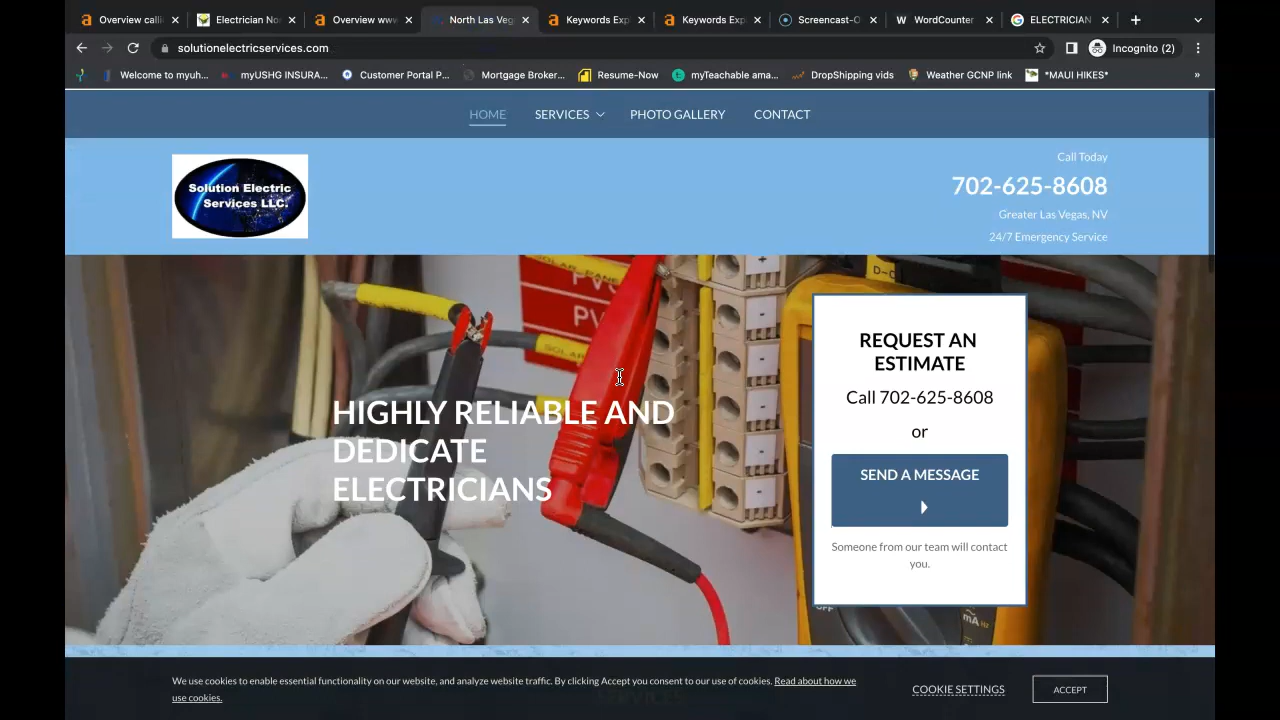 Overview calli
Electrician No
Overview www
North Las Veg
Keywords Exp
Keywords Exp
Screencast-O
WordCounter
ELECTRICIAN
solutionelectricservices.com
Incognito (2)
Welcome to myuh...
myUSHG INSURA...
Customer Portal P...
Mortgage Broker...
Resume-Now
myTeachable ama...
DropShipping vids
Weather GCNP link
*MAUI HIKES*
»
HOME
SERVICES
PHOTO GALLERY
CONTACT
Solution Electric
Services LLC.
Call Today
702-625-8608
Greater Las Vegas, NV
24/7 Emergency Service
HIGHLY RELIABLE AND
DEDICATE
ELECTRICIANS
REQUEST AN
ESTIMATE
Call 702-625-8608
or
SEND A MESSAGE
Someone from our team will contact
you.
We use cookies to enable essential functionality on our website, and analyze website traffic. By clicking Accept you consent to our use of cookies. Read about how we
use cookies.
COOKIE SETTINGS
ACCEPT